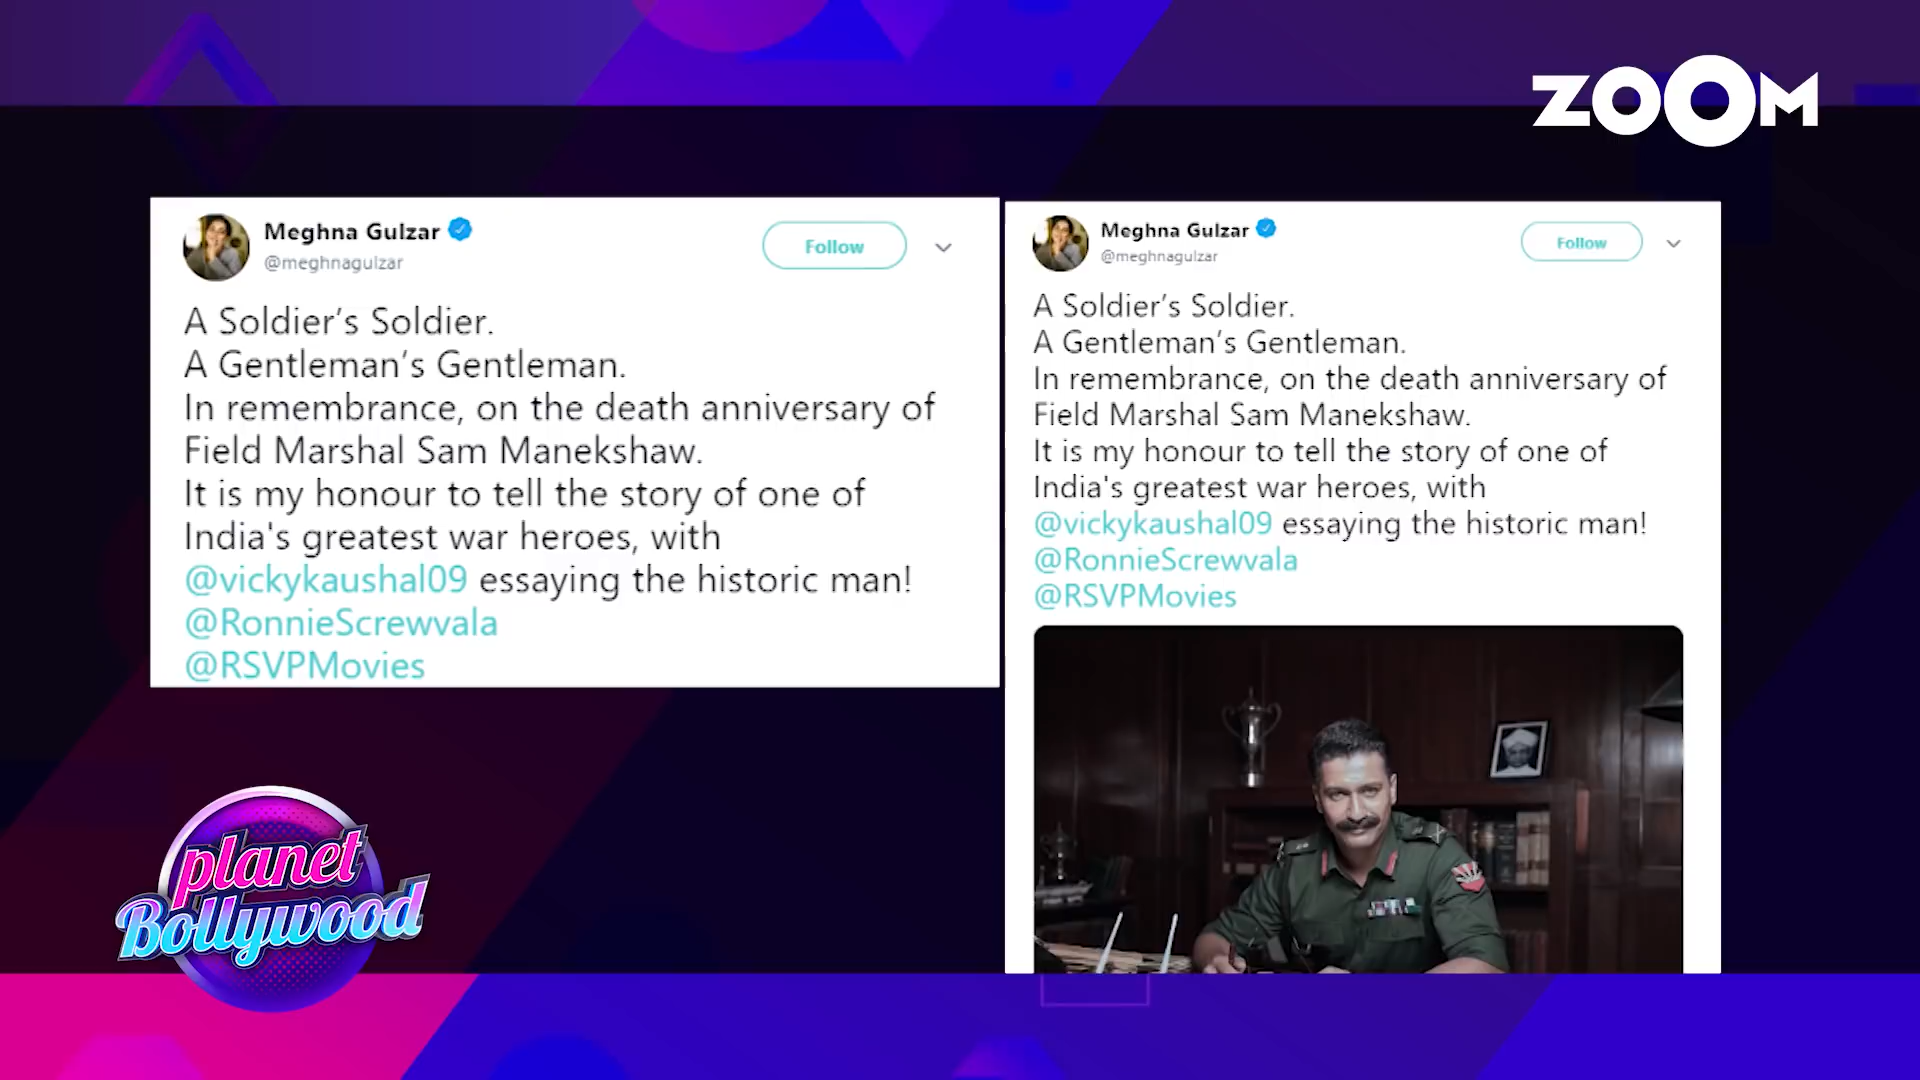 ZOOM
Meghna Gulzar
@meghnagulzar
Follow
A Soldier’s Soldier.
A Gentleman’s Gentleman.
In remembrance, on the death anniversary of
Field Marshal Sam Manekshaw.
It is my honour to tell the story of one of
India's greatest war heroes, with
@vickykaushal09 essaying the historic man!
@RonnieScrewvala
@RSVPMovies
Meghna Gulzar
@meghnagulzar
Follow
A Soldier’s Soldier.
A Gentleman’s Gentleman.
In remembrance, on the death anniversary of
Field Marshal Sam Manekshaw.
It is my honour to tell the story of one of
India's greatest war heroes, with
@vickykaushal09 essaying the historic man!
@RonnieScrewvala
@RSVPMovies
planet
Bollywood